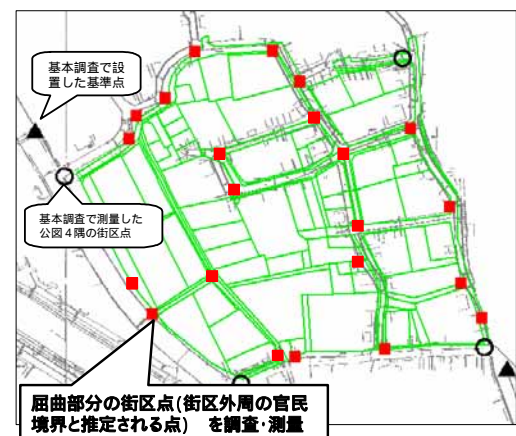 基本調査で設
置した基準点
基本調査で測量した
公図４隅の街区点
屈曲部分の街区点(街区外周の官民
境界と推定される点) を調査･測量